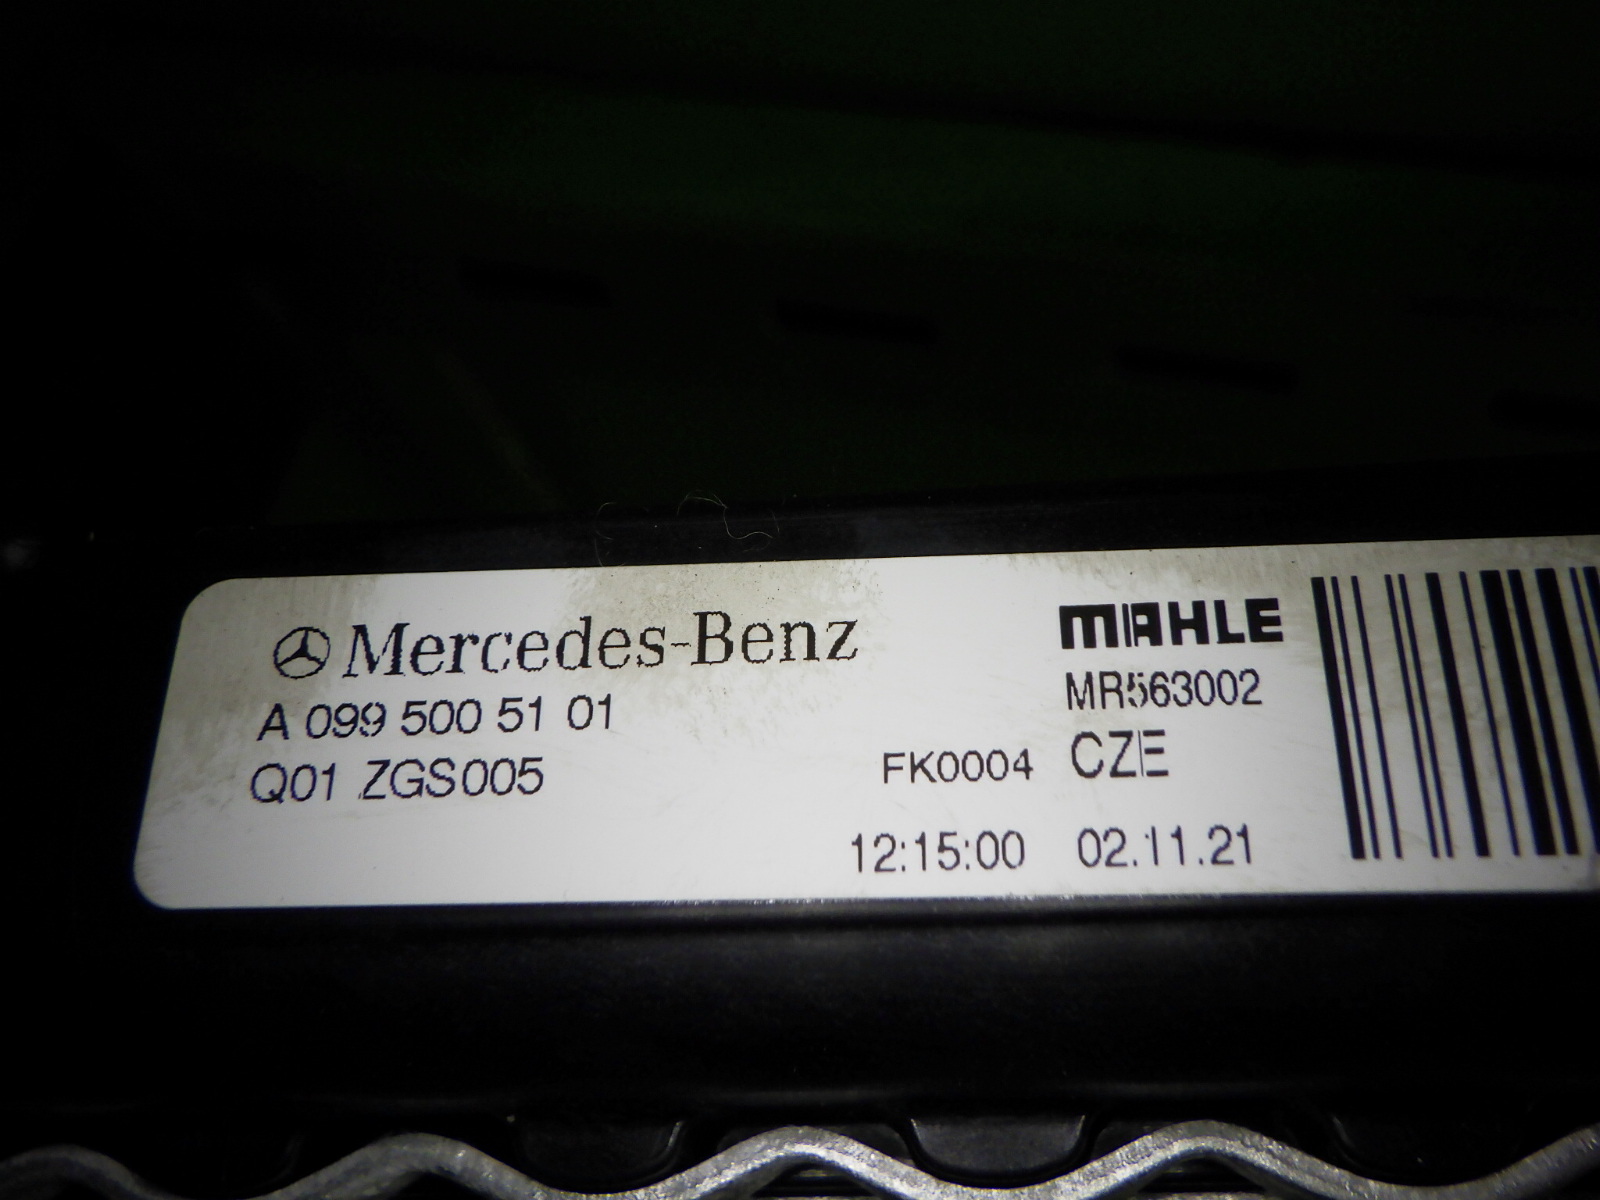 Mercedes-Benz
A 099 500 51 01
Q01 ZGS005
MAHLE
MR563002
FK0004 CZE
12:15:00 02.11.21